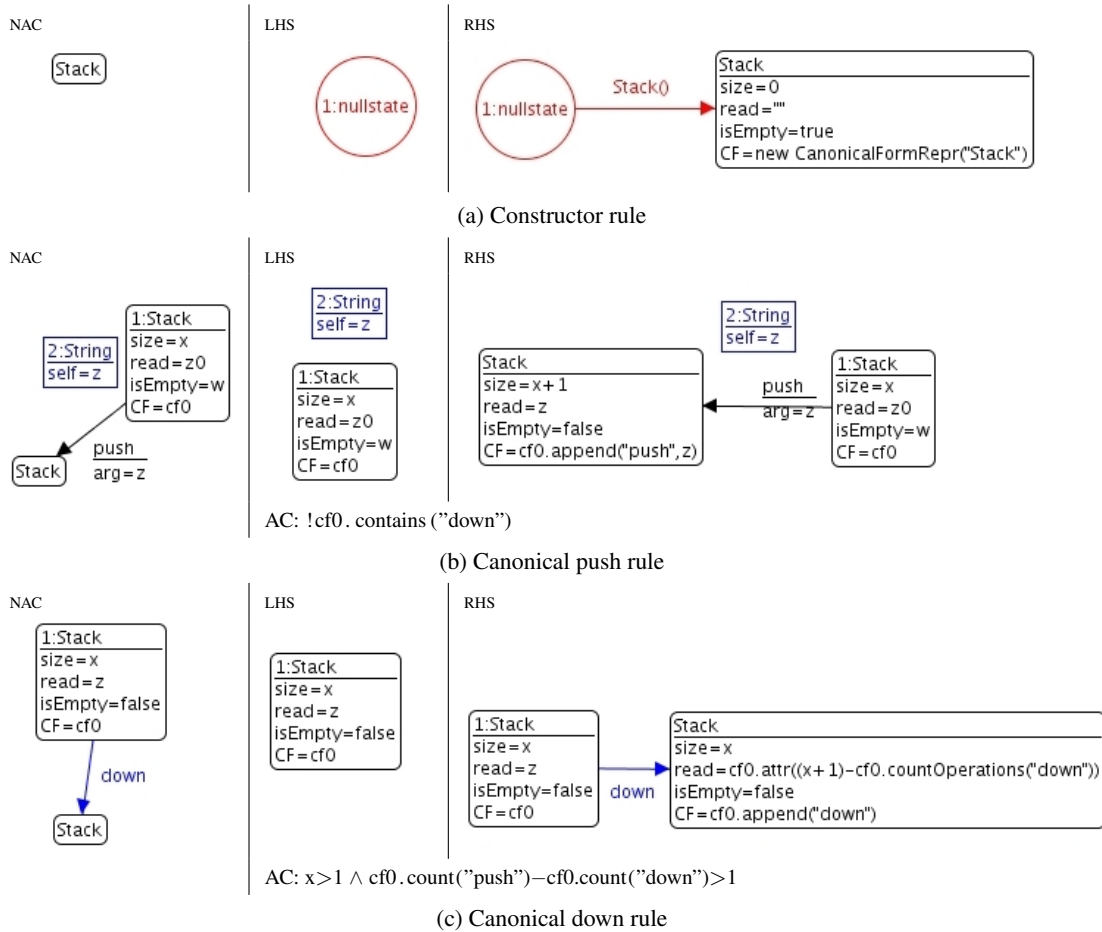 NAC
LHS
RHS
Stack
1:nullstate
1:nullstate
Stack()
Stack
size=0
read=""
isEmpty=true
CF=new CanonicalFormRepr("Stack")
(a) Constructor rule
NAC
LHS
RHS
2:String
self=z
1:Stack
size=x
read=z0
isEmpty=w
CF=cf0
Stack
push
arg=z
2:String
self=z
1:Stack
size=x
read=z0
isEmpty=w
CF=cf0
2:String
self=z
Stack
size=x+1
read=z
isEmpty=false
CF=cf0.append("push",z)
push
arg=z
1:Stack
size=x
read=z0
isEmpty=w
CF=cf0
AC: !cf0.contains("down")
(b) Canonical push rule
NAC
LHS
RHS
1:Stack
size=x
read=z
isEmpty=false
CF=cf0
down
Stack
1:Stack
size=x
read=z
isEmpty=false
CF=cf0
1:Stack
size=x
read=z
isEmpty=false
CF=cf0
down
Stack
size=x
read=cf0.attr((x+1)-cf0.countOperations("down"))
isEmpty=false
CF=cf0.append("down")
AC: x>1 ∧ cf0.count("push")−cf0.count("down")>1
(c) Canonical down rule